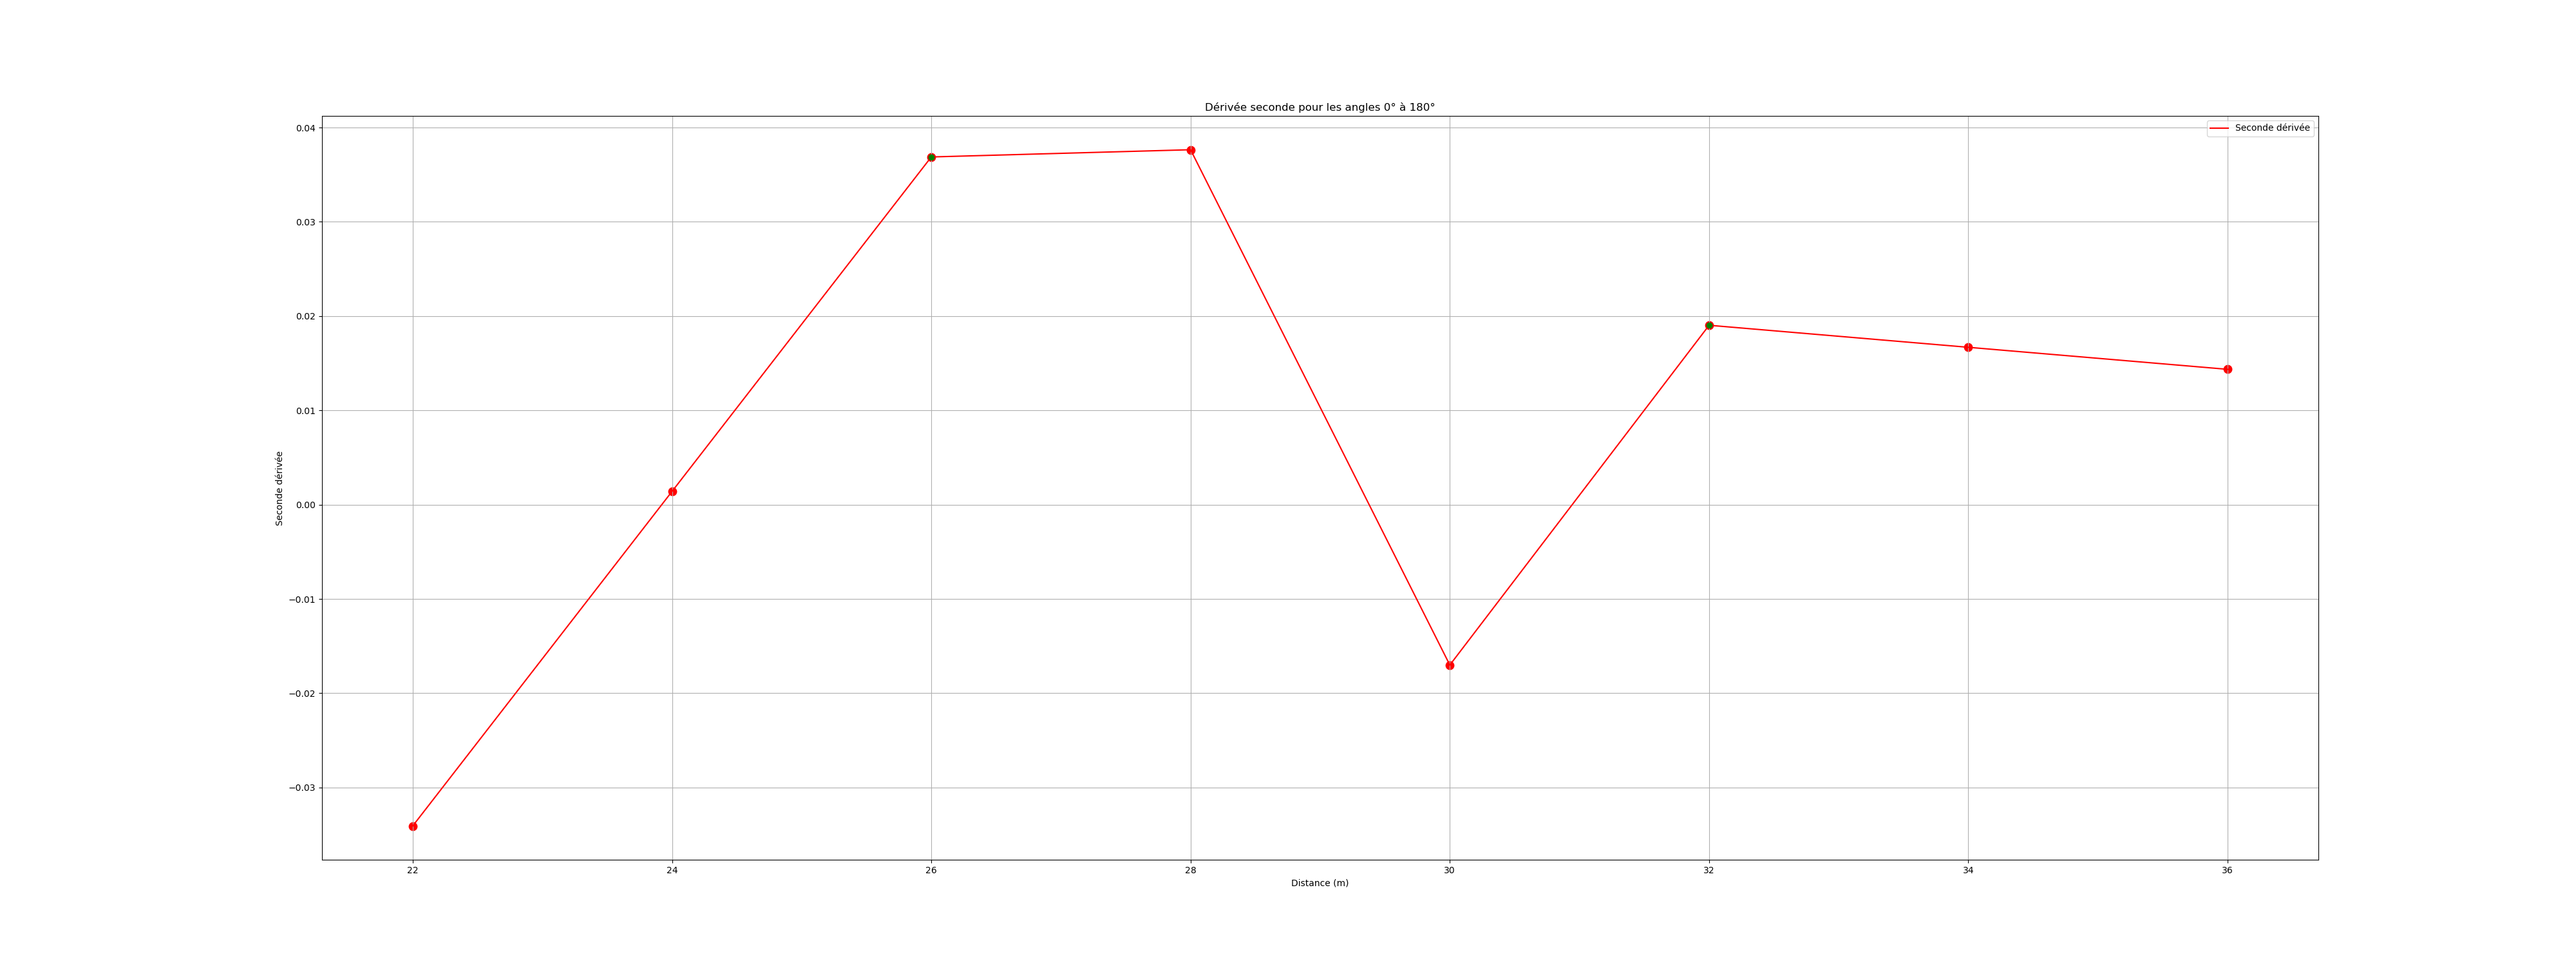 Dérivée seconde pour les angles 0° à 180°
Seconde dérivée
0.04
0.03
0.02
0.01
0.00
−0.01
−0.02
−0.03
Seconde dérivée
22 24 26 28 30 32 34 36
Distance (m)